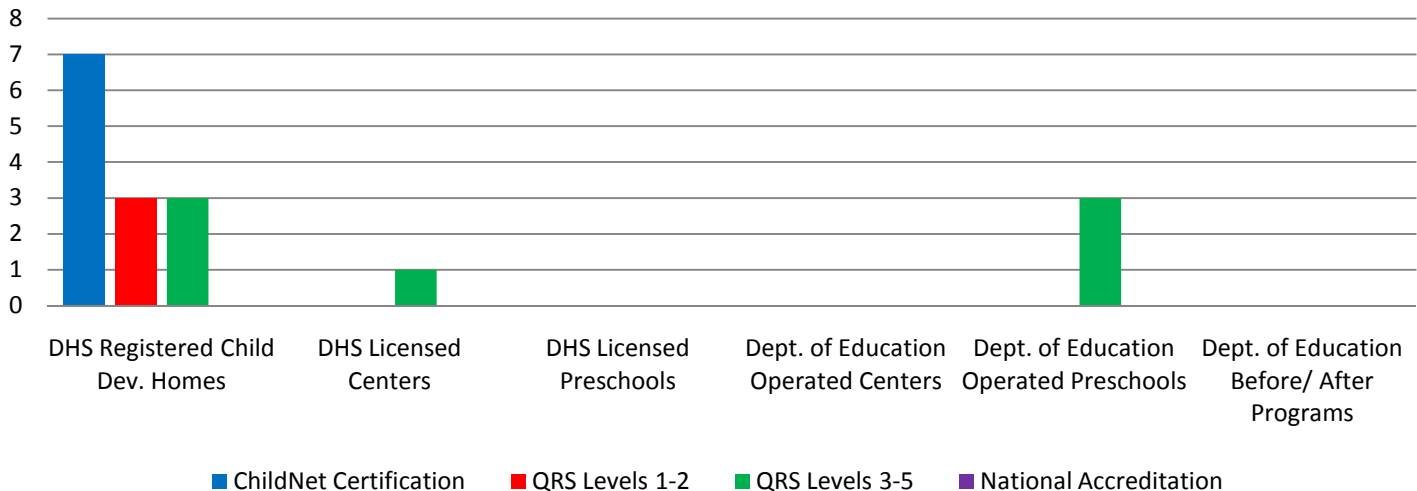 8
7
6
5
4
3
2
1
0
DHS Registered Child
Dev. Homes
DHS Licensed
Centers
DHS Licensed
Preschools
Dept. of Education
Operated Centers
Dept. of Education
Operated Preschools
Dept. of Education
Before/ After
Programs
ChildNet Certification
QRS Levels 1-2
QRS Levels 3-5
National Accreditation